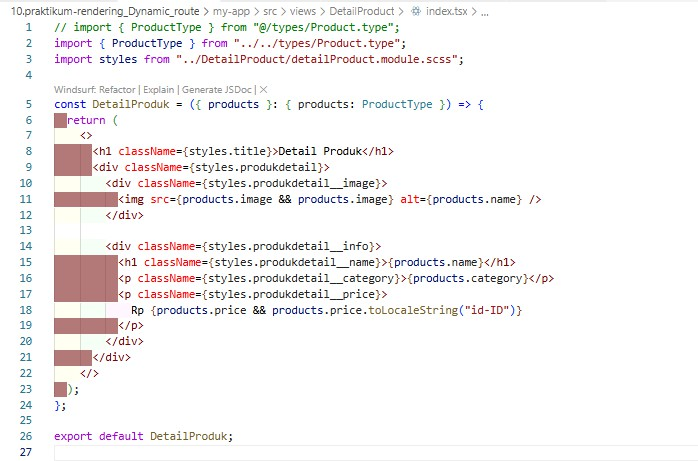 10.praktikum-rendering_Dynamic_route > my-app > src > views > DetailProduct > index.tsx > ...
1 // import { ProductType } from "@/types/Product.type";
2 import { ProductType } from "../../types/Product.type";
3 import styles from "../DetailProduct/detailProduct.module.scss";
4
Windsurf: Refactor | Explain | Generate JSDoc | X
5 const DetailProduk = ({ products }: { products: ProductType }) => {
6 return (
7 <>
8 <h1 className={styles.title}>Detail Produk</h1>
9 <div className={styles.produkdetail}>
10 <div className={styles.produkdetail__image}>
11 <img src={products.image && products.image} alt={products.name} />
12 </div>
13
14 <div className={styles.produkdetail__info}>
15 <h1 className={styles.produkdetail__name}>{products.name}</h1>
16 <p className={styles.produkdetail__category}>{products.category}</p>
17 <p className={styles.produkdetail__price}>
18 Rp {products.price && products.price.toLocaleString("id-ID")}
19 </p>
20 </div>
21 </div>
22 </>
23 );
24 };
25
26 export default DetailProduk;
27